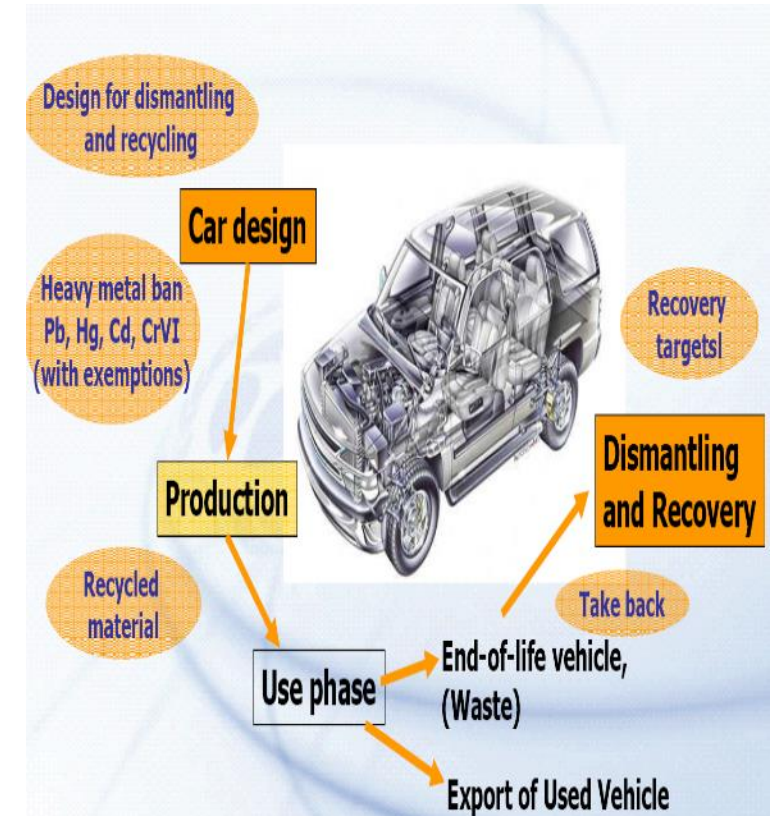 Design for dismantling
and recycling
Car design
Heavy metal ban
Pb, Hg, Cd, CrVI
(with exemptions)
Recovery
targetsl
Dismantling
and Recovery
Production
Recycled
material
Take back
Use phase
End-of-life vehicle,
(Waste)
Export of Used Vehicle